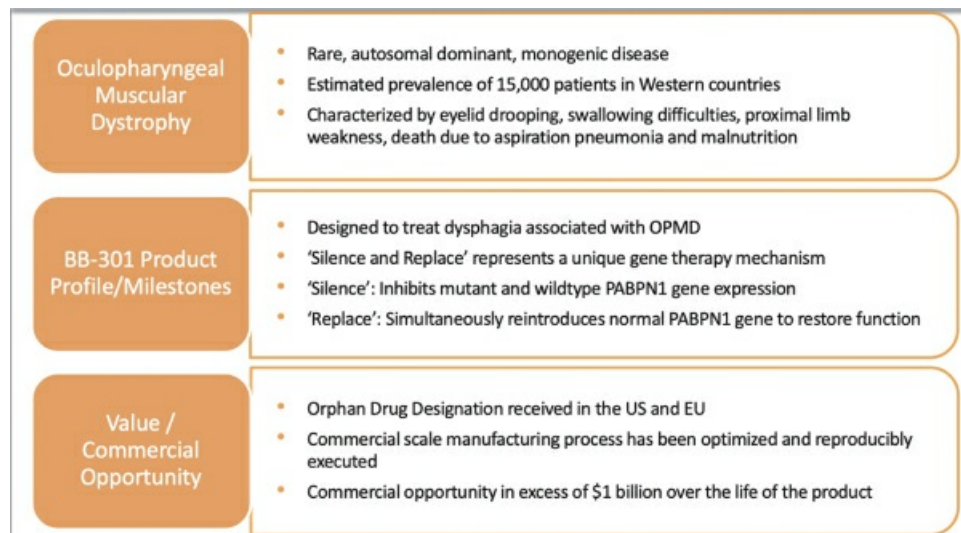 Oculopharyngeal
Muscular
Dystrophy
• Rare, autosomal dominant, monogenic disease
• Estimated prevalence of 15,000 patients in Western countries
• Characterized by eyelid drooping, swallowing difficulties, proximal limb
weakness, death due to aspiration pneumonia and malnutrition
BB-301 Product
Profile/Milestones
• Designed to treat dysphagia associated with OPMD
• ‘Silence and Replace’ represents a unique gene therapy mechanism
• ‘Silence’: Inhibits mutant and wildtype PABPN1 gene expression
• ‘Replace’: Simultaneously reintroduces normal PABPN1 gene to restore function
Value /
Commercial
Opportunity
• Orphan Drug Designation received in the US and EU
• Commercial scale manufacturing process has been optimized and reproducibly
executed
• Commercial opportunity in excess of $1 billion over the life of the product